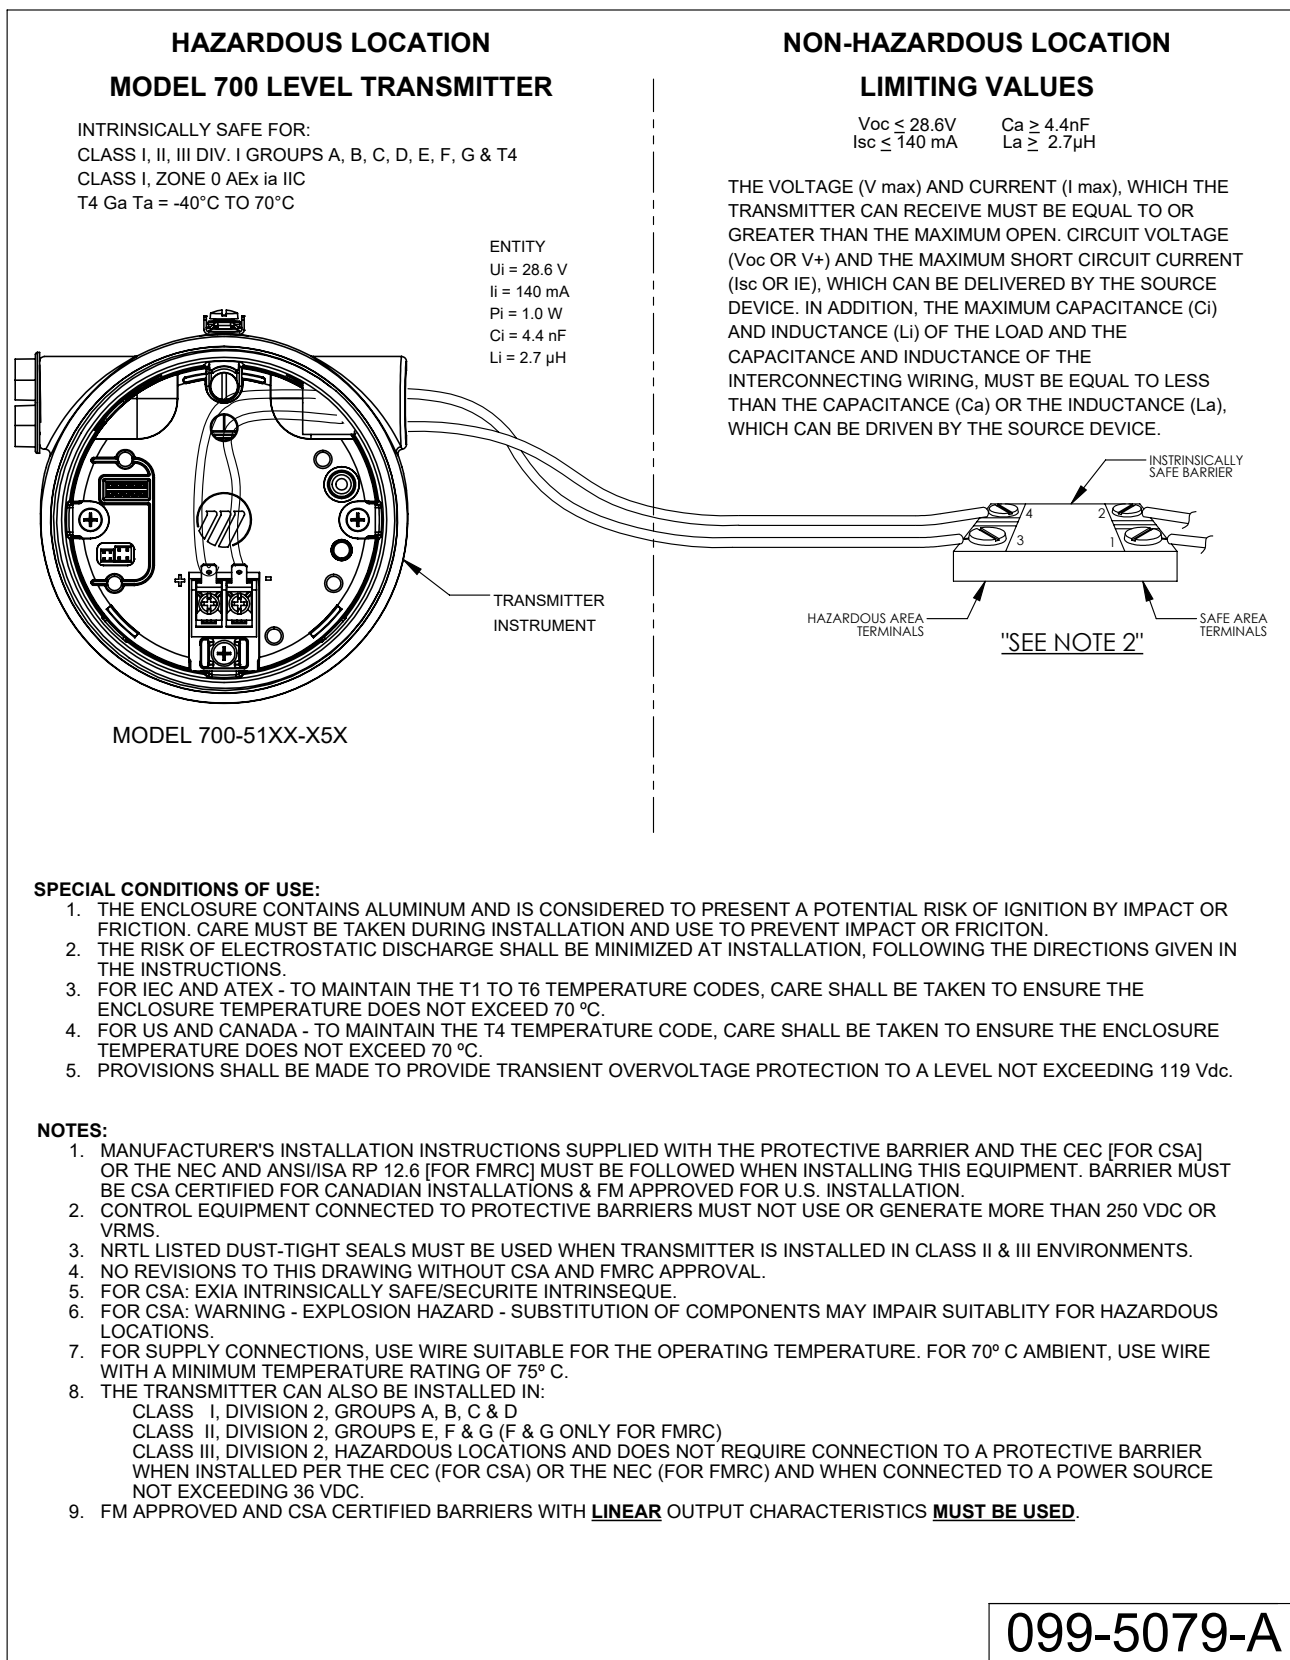 HAZARDOUS LOCATION
MODEL 700 LEVEL TRANSMITTER
INTRINSICALLY SAFE FOR:
CLASS I, II, III DIV. I GROUPS A, B, C, D, E, F, G & T4
CLASS I, ZONE 0 AEx ia IIC
T4 Ga Ta = -40°C TO 70°C
ENTITY
Ui = 28.6 V
Ii = 140 mA
Pi = 1.0 W
Ci = 4.4 nF
Li = 2.7 µH
+
-
TRANSMITTER
INSTRUMENT
MODEL 700-51XX-X5X
NON-HAZARDOUS LOCATION
LIMITING VALUES
Voc ≤ 28.6V Ca ≥ 4.4nF
Isc ≤ 140 mA La ≥ 2.7µH
THE VOLTAGE (V max) AND CURRENT (I max), WHICH THE
TRANSMITTER CAN RECEIVE MUST BE EQUAL TO OR
GREATER THAN THE MAXIMUM OPEN. CIRCUIT VOLTAGE
(Voc OR V+) AND THE MAXIMUM SHORT CIRCUIT CURRENT
(Isc OR IE), WHICH CAN BE DELIVERED BY THE SOURCE
DEVICE. IN ADDITION, THE MAXIMUM CAPACITANCE (Ci)
AND INDUCTANCE (Li) OF THE LOAD AND THE
CAPACITANCE AND INDUCTANCE OF THE
INTERCONNECTING WIRING, MUST BE EQUAL TO LESS
THAN THE CAPACITANCE (Ca) OR THE INDUCTANCE (La),
WHICH CAN BE DRIVEN BY THE SOURCE DEVICE.
INSTRINSICALLY
SAFE BARRIER
4 2
3 1
HAZARDOUS AREA
TERMINALS
"SEE NOTE 2"
SAFE AREA
TERMINALS
SPECIAL CONDITIONS OF USE:
1. THE ENCLOSURE CONTAINS ALUMINUM AND IS CONSIDERED TO PRESENT A POTENTIAL RISK OF IGNITION BY IMPACT OR
FRICTION. CARE MUST BE TAKEN DURING INSTALLATION AND USE TO PREVENT IMPACT OR FRICITON.
2. THE RISK OF ELECTROSTATIC DISCHARGE SHALL BE MINIMIZED AT INSTALLATION, FOLLOWING THE DIRECTIONS GIVEN IN
THE INSTRUCTIONS.
3. FOR IEC AND ATEX - TO MAINTAIN THE T1 TO T6 TEMPERATURE CODES, CARE SHALL BE TAKEN TO ENSURE THE
ENCLOSURE TEMPERATURE DOES NOT EXCEED 70 ºC.
4. FOR US AND CANADA - TO MAINTAIN THE T4 TEMPERATURE CODE, CARE SHALL BE TAKEN TO ENSURE THE ENCLOSURE
TEMPERATURE DOES NOT EXCEED 70 ºC.
5. PROVISIONS SHALL BE MADE TO PROVIDE TRANSIENT OVERVOLTAGE PROTECTION TO A LEVEL NOT EXCEEDING 119 Vdc.
NOTES:
1. MANUFACTURER'S INSTALLATION INSTRUCTIONS SUPPLIED WITH THE PROTECTIVE BARRIER AND THE CEC [FOR CSA]
OR THE NEC AND ANSI/ISA RP 12.6 [FOR FMRC] MUST BE FOLLOWED WHEN INSTALLING THIS EQUIPMENT. BARRIER MUST
BE CSA CERTIFIED FOR CANADIAN INSTALLATIONS & FM APPROVED FOR U.S. INSTALLATION.
2. CONTROL EQUIPMENT CONNECTED TO PROTECTIVE BARRIERS MUST NOT USE OR GENERATE MORE THAN 250 VDC OR
VRMS.
3. NRTL LISTED DUST-TIGHT SEALS MUST BE USED WHEN TRANSMITTER IS INSTALLED IN CLASS II & III ENVIRONMENTS.
4. NO REVISIONS TO THIS DRAWING WITHOUT CSA AND FMRC APPROVAL.
5. FOR CSA: EXIA INTRINSICALLY SAFE/SECURITE INTRINSEQUE.
6. FOR CSA: WARNING - EXPLOSION HAZARD - SUBSTITUTION OF COMPONENTS MAY IMPAIR SUITABLITY FOR HAZARDOUS
LOCATIONS.
7. FOR SUPPLY CONNECTIONS, USE WIRE SUITABLE FOR THE OPERATING TEMPERATURE. FOR 70º C AMBIENT, USE WIRE
WITH A MINIMUM TEMPERATURE RATING OF 75º C.
8. THE TRANSMITTER CAN ALSO BE INSTALLED IN:
CLASS I, DIVISION 2, GROUPS A, B, C & D
CLASS II, DIVISION 2, GROUPS E, F & G (F & G ONLY FOR FMRC)
CLASS III, DIVISION 2, HAZARDOUS LOCATIONS AND DOES NOT REQUIRE CONNECTION TO A PROTECTIVE BARRIER
WHEN INSTALLED PER THE CEC (FOR CSA) OR THE NEC (FOR FMRC) AND WHEN CONNECTED TO A POWER SOURCE
NOT EXCEEDING 36 VDC.
9. FM APPROVED AND CSA CERTIFIED BARRIERS WITH LINEAR OUTPUT CHARACTERISTICS MUST BE USED.
099-5079-A